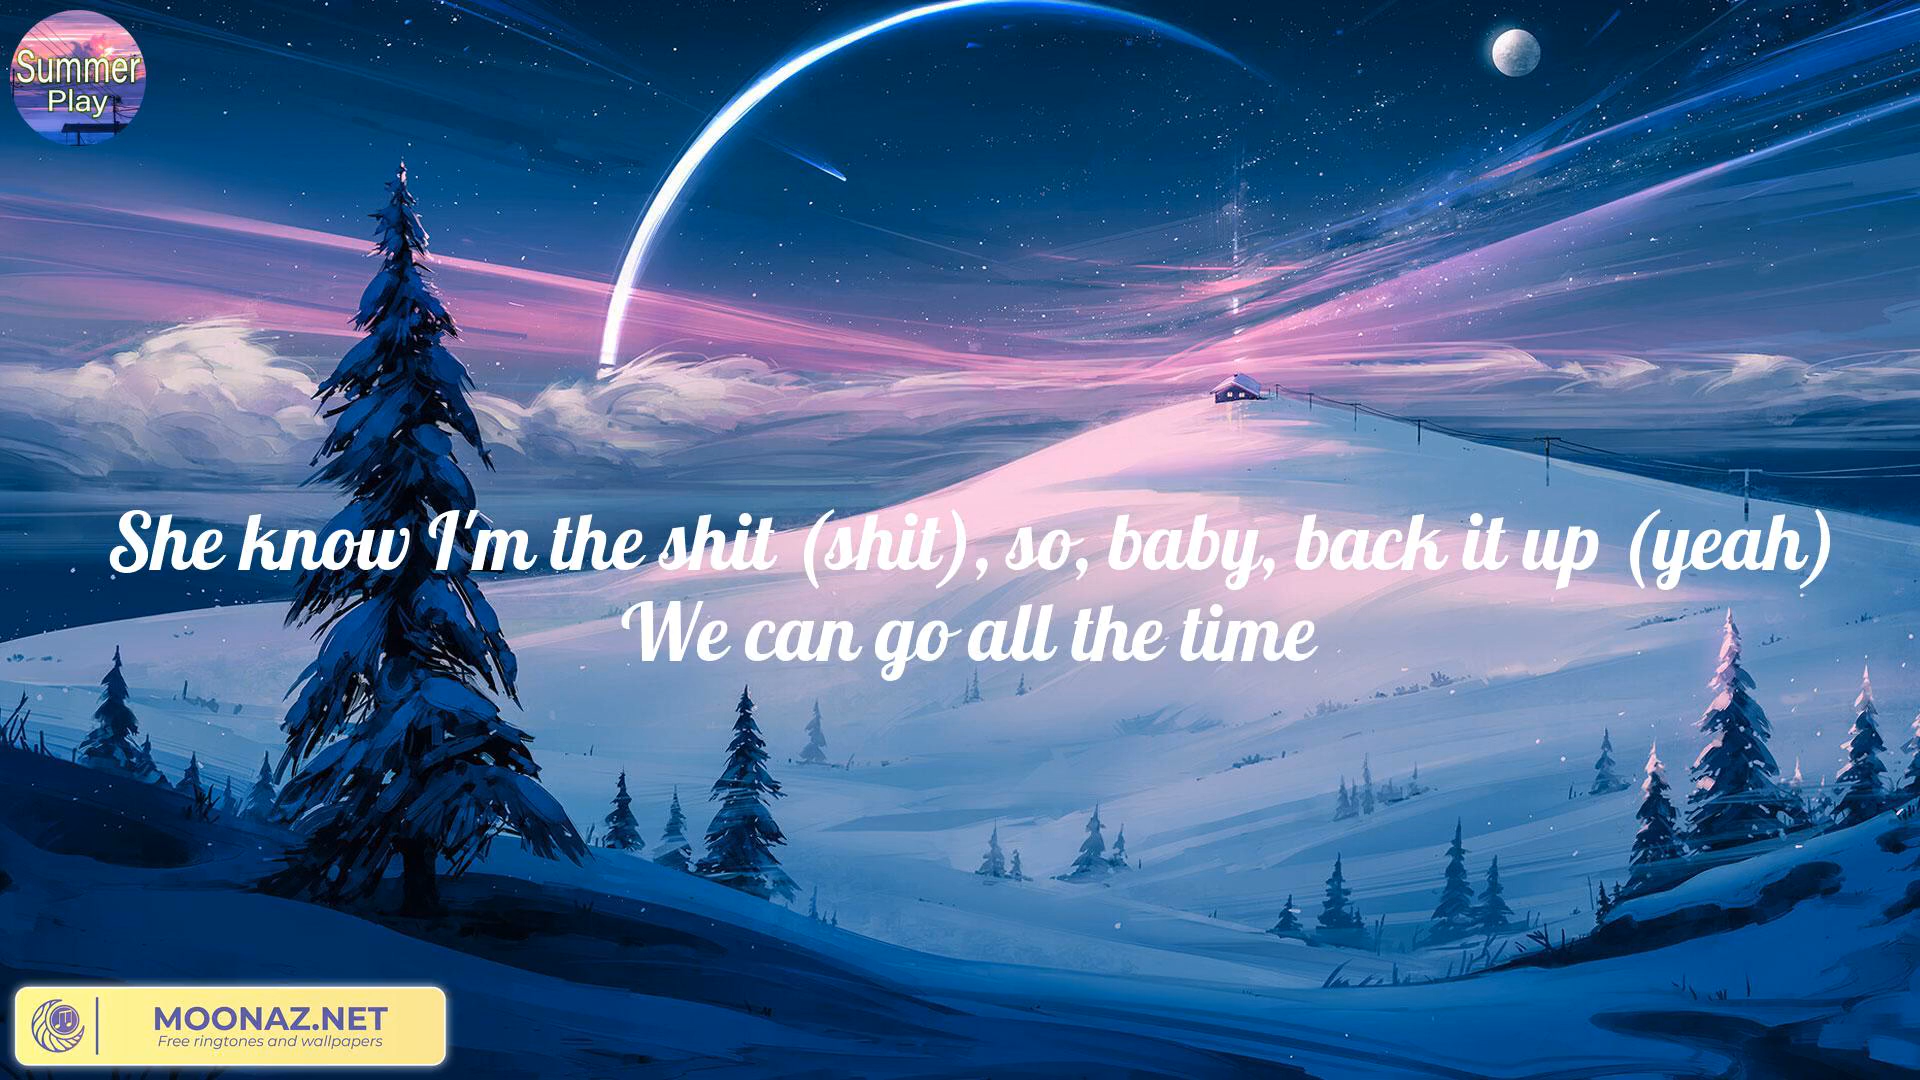 Summer
Play
She know I'm the shit (shit), so, baby, back it up (yeah)
We can go all the time
MOONAZ.NET
Free ringtones and wallpapers